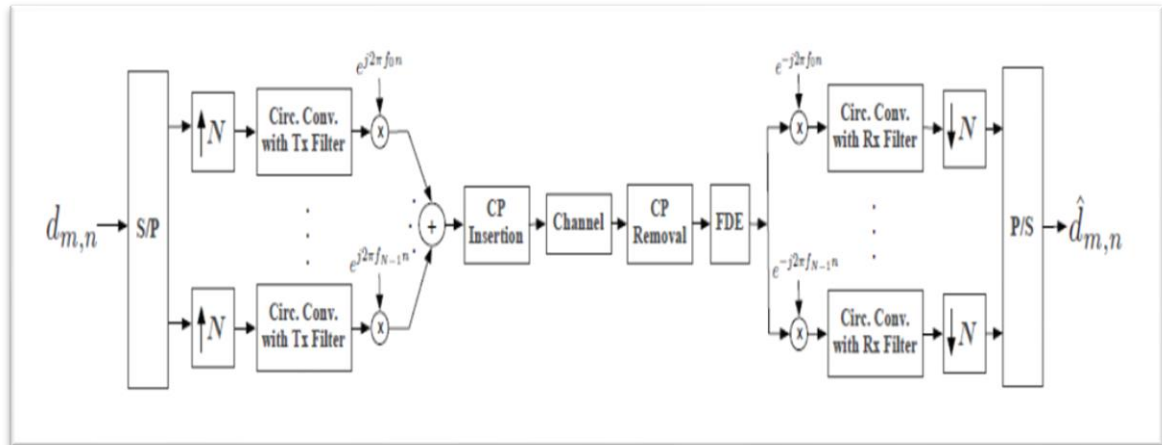 d_{m,n}
S/P
↑N
Circ. Conv.
with Tx Filter
e^{j2πf_0n}
x
↑N
Circ. Conv.
with Tx Filter
e^{j2πf_{N-1}n}
x
+
CP
Insertion
Channel
CP
Removal
FDE
e^{-j2πf_0n}
x
Circ. Conv.
with Rx Filter
↓N
e^{-j2πf_{N-1}n}
x
Circ. Conv.
with Rx Filter
↓N
P/S
\hat{d}_{m,n}